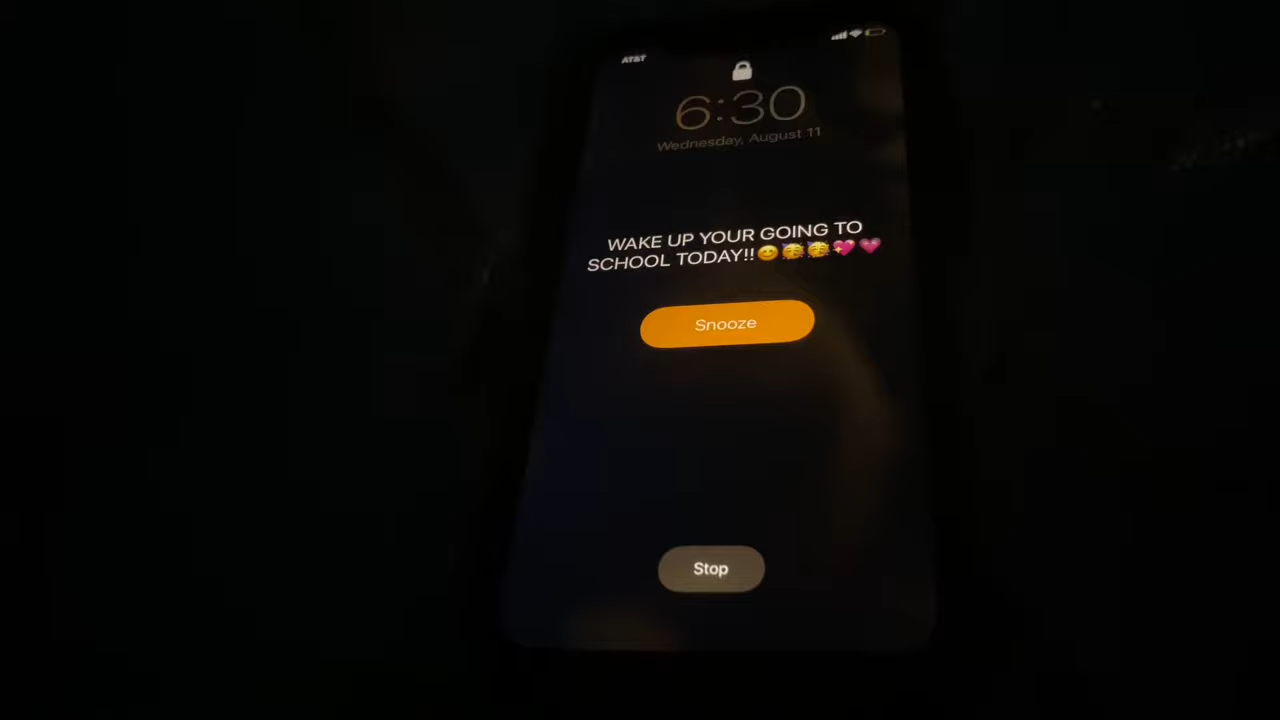 AT&T
6:30
Wednesday, August 11
WAKE UP YOUR GOING TO
SCHOOL TODAY!!😊🥳🥳💖💗
Snooze
Stop